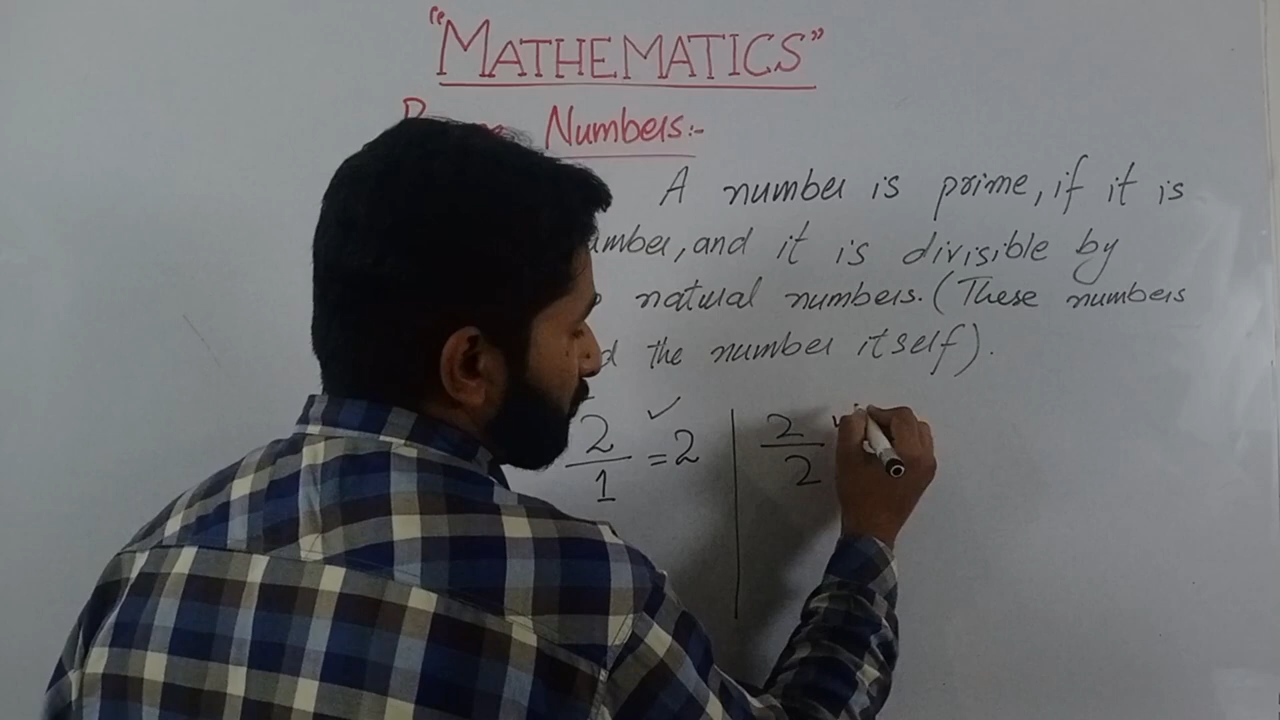 "MATHEMATICS"
Numbers:-
A number is prime, if it is
umber, and it is divisible by
natural numbers. (These numbers
d the number itself).
2/1 = 2 ✓ | 2/2